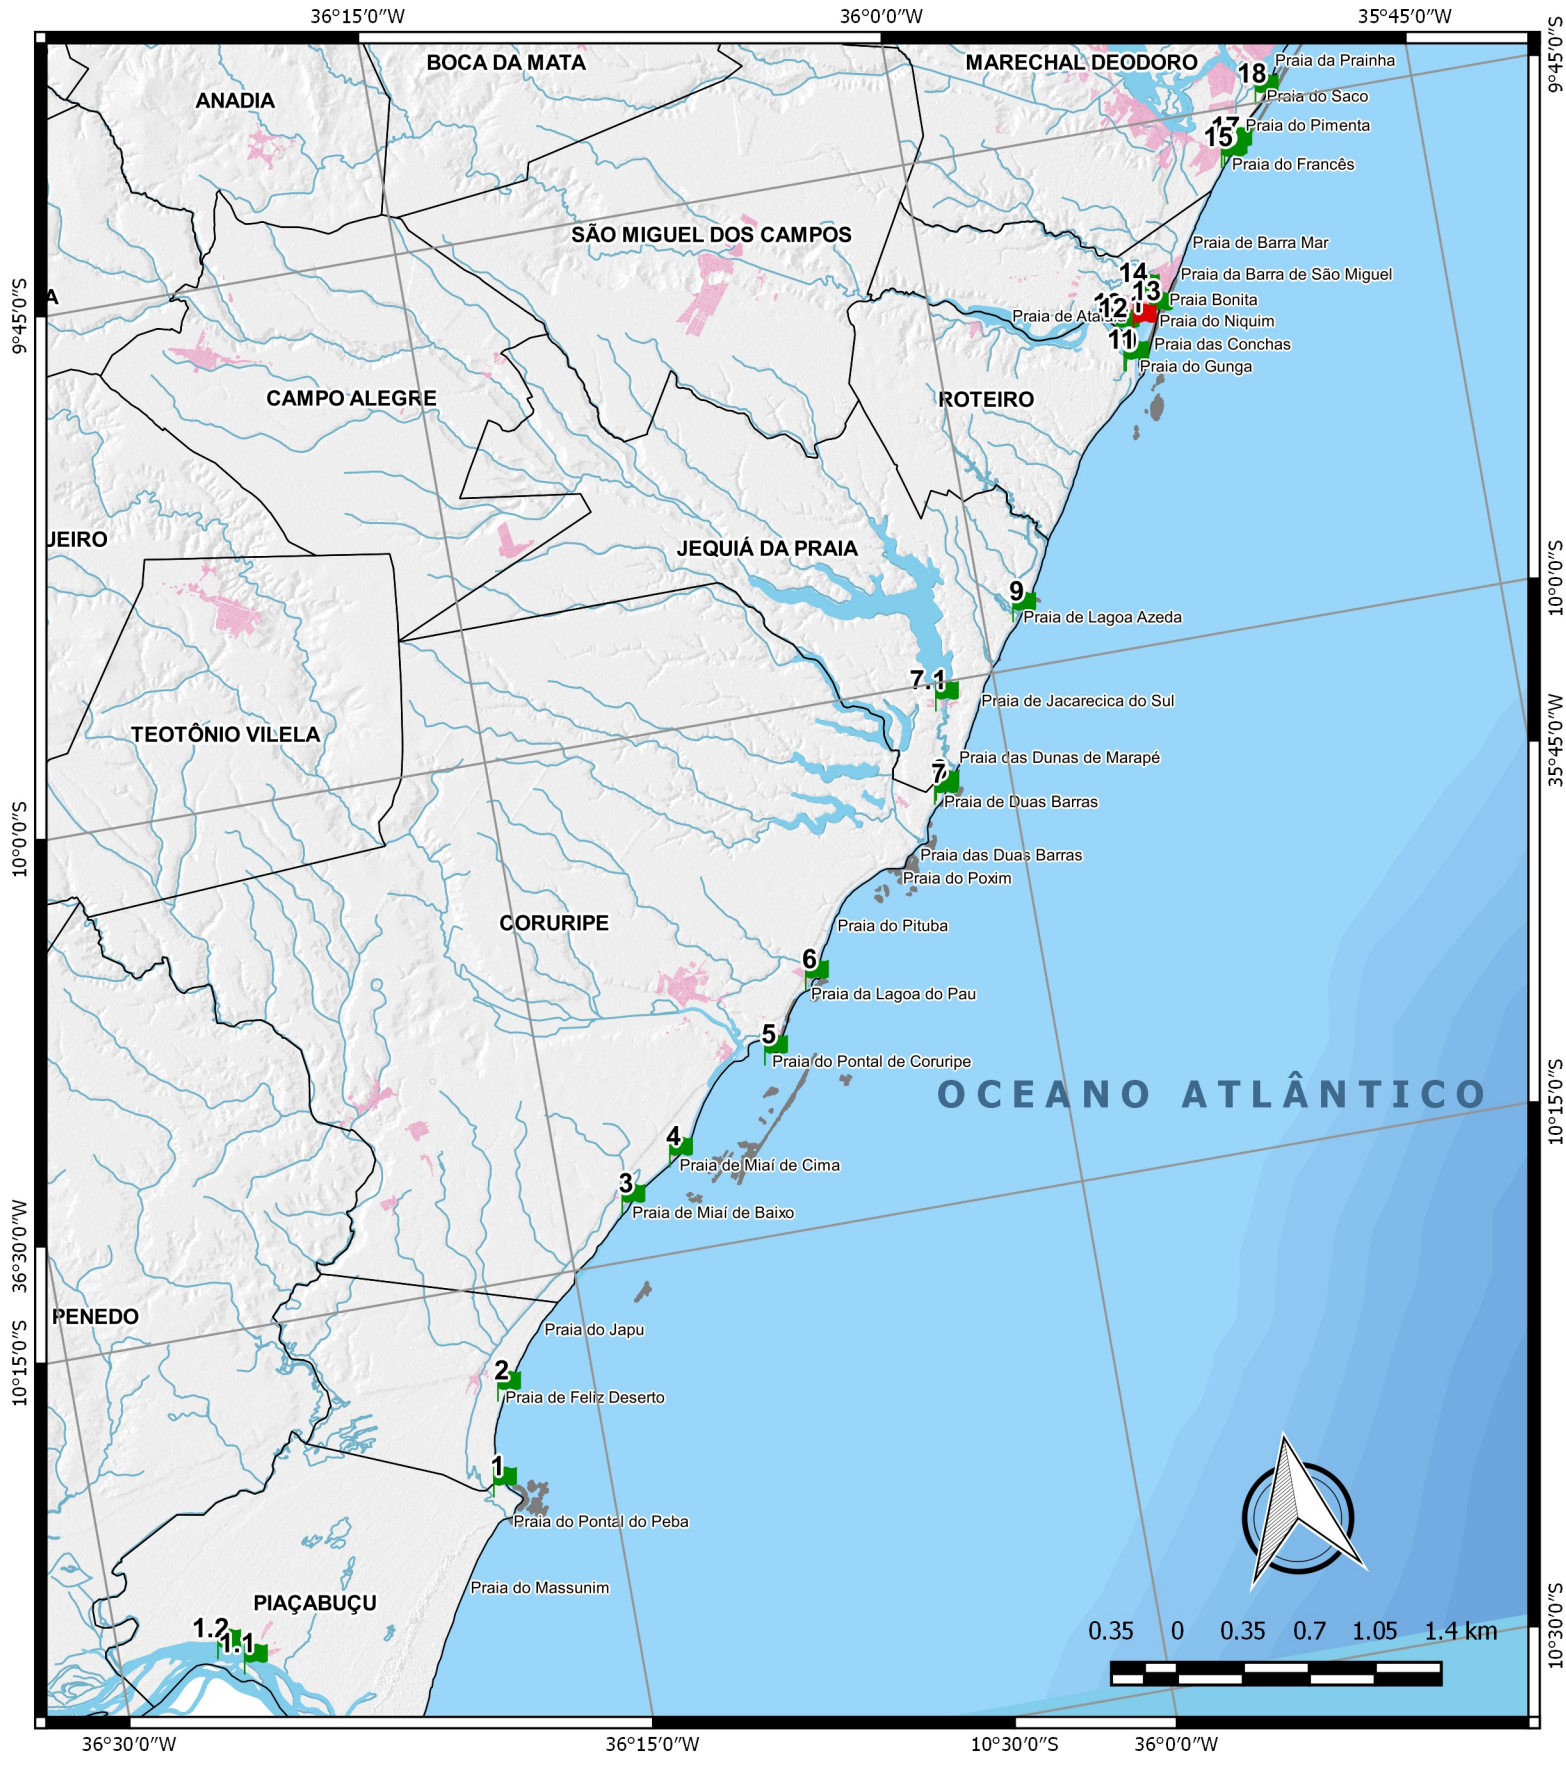 36°15'0"W
36°0'0"W
35°45'0"W
9°45'0"S
BOCA DA MATA
MARECHAL DEODORO
Praia da Prainha
18
ANADIA
Praia do Saco
17
Praia do Pimenta
15
Praia do Francês
SÃO MIGUEL DOS CAMPOS
Praia de Barra Mar
14
Praia da Barra de São Miguel
13
Praia Bonita
12
Praia do Niquim
9°45'0"S
A
11
Praia das Conchas
Praia do Gunga
CAMPO ALEGRE
ROTEIRO
JEIRO
JEQUIÁ DA PRAIA
10°0'0"S
9
Praia de Lagoa Azeda
7.1
Praia de Jacarecica do Sul
TEOTÔNIO VILELA
35°45'0"W
Praia das Dunas de Marapé
7
Praia de Duas Barras
10°0'0"S
Praia das Duas Barras
Praia do Poxim
CORURIPE
Praia do Pituba
6
Praia da Lagoa do Pau
5
Praia do Pontal de Coruripe
OCEANO ATLÂNTICO
10°15'0"S
4
Praia de Miaí de Cima
3
Praia de Miaí de Baixo
36°30'0"W
PENEDO
Praia do Japu
10°15'0"S
2
Praia de Feliz Deserto
1
Praia do Pontal do Peba
Praia do Massunim
PIAÇABUÇU
1.2
1.1
0.35 0 0.35 0.7 1.05 1.4 km
10°30'0"S
36°30'0"W
36°15'0"W
10°30'0"S
36°0'0"W